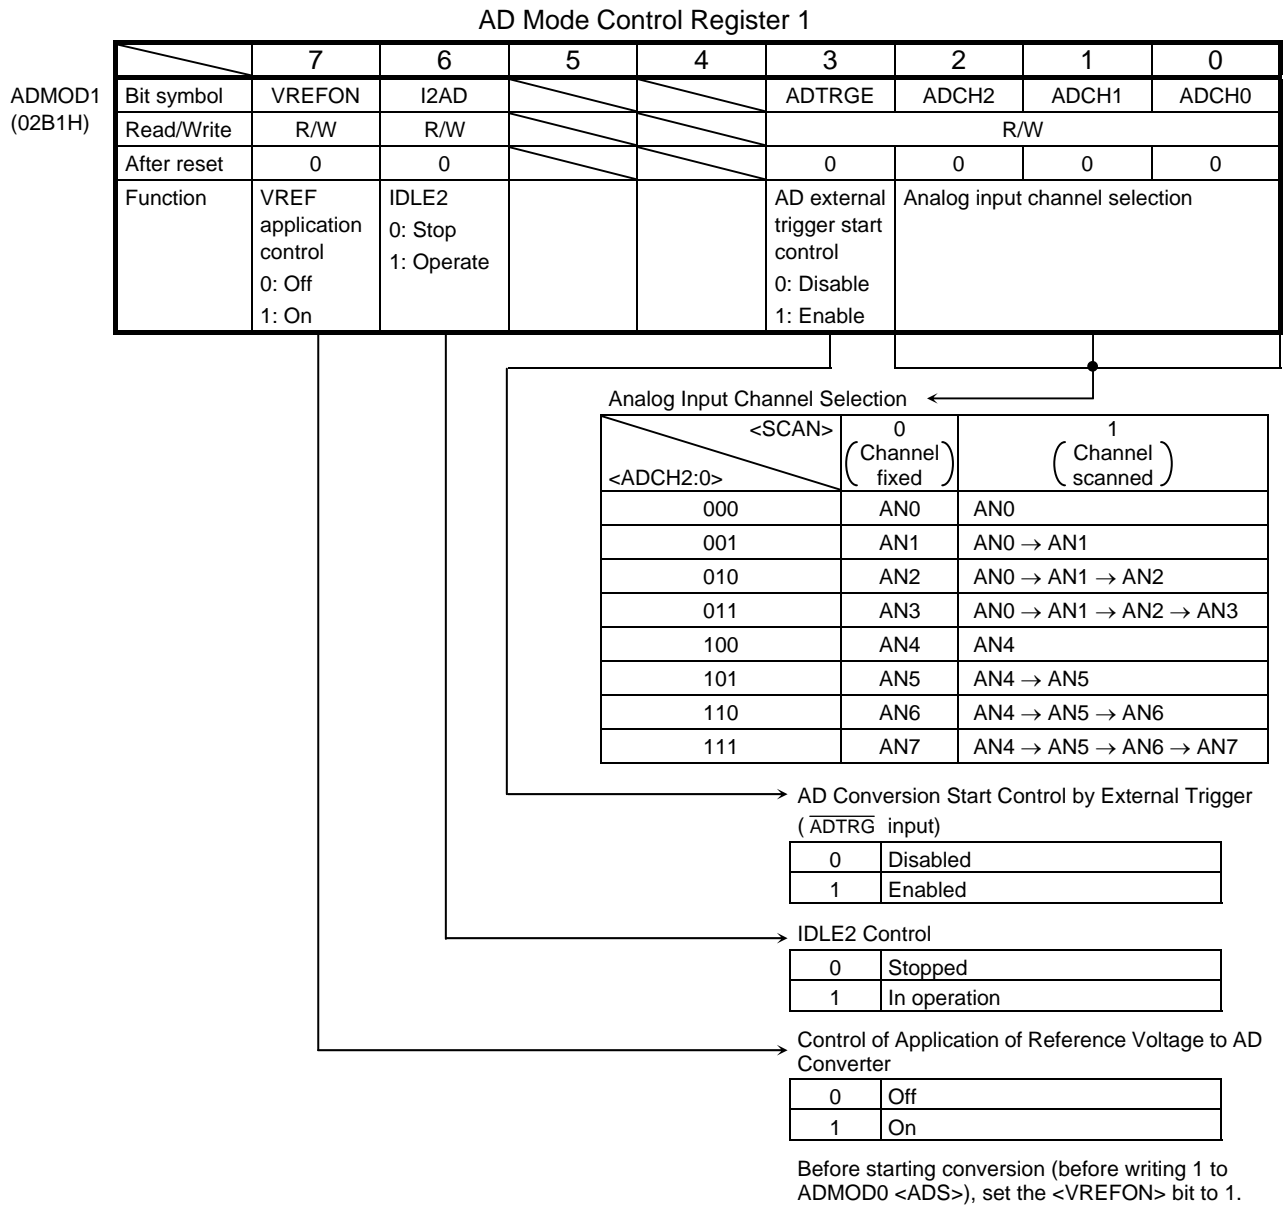 AD Mode Control Register 1
7 6 5 4 3 2 1 0
ADMOD1
(02B1H)
Bit symbol VREFON I2AD ADTRGE ADCH2 ADCH1 ADCH0
Read/Write R/W R/W R/W
After reset 0 0 0 0 0 0
Function
VREF
application
control
0: Off
1: On
IDLE2
0: Stop
1: Operate
AD external
trigger start
control
0: Disable
1: Enable
Analog input channel selection
Analog Input Channel Selection
<SCAN>
<ADCH2:0>
0
(Channel
fixed)
1
(Channel
scanned)
000 AN0 AN0
001 AN1 AN0 → AN1
010 AN2 AN0 → AN1 → AN2
011 AN3 AN0 → AN1 → AN2 → AN3
100 AN4 AN4
101 AN5 AN4 → AN5
110 AN6 AN4 → AN5 → AN6
111 AN7 AN4 → AN5 → AN6 → AN7
AD Conversion Start Control by External Trigger
( ADTRG input)
0 Disabled
1 Enabled
IDLE2 Control
0 Stopped
1 In operation
Control of Application of Reference Voltage to AD
Converter
0 Off
1 On
Before starting conversion (before writing 1 to
ADMOD0 <ADS>), set the <VREFON> bit to 1.